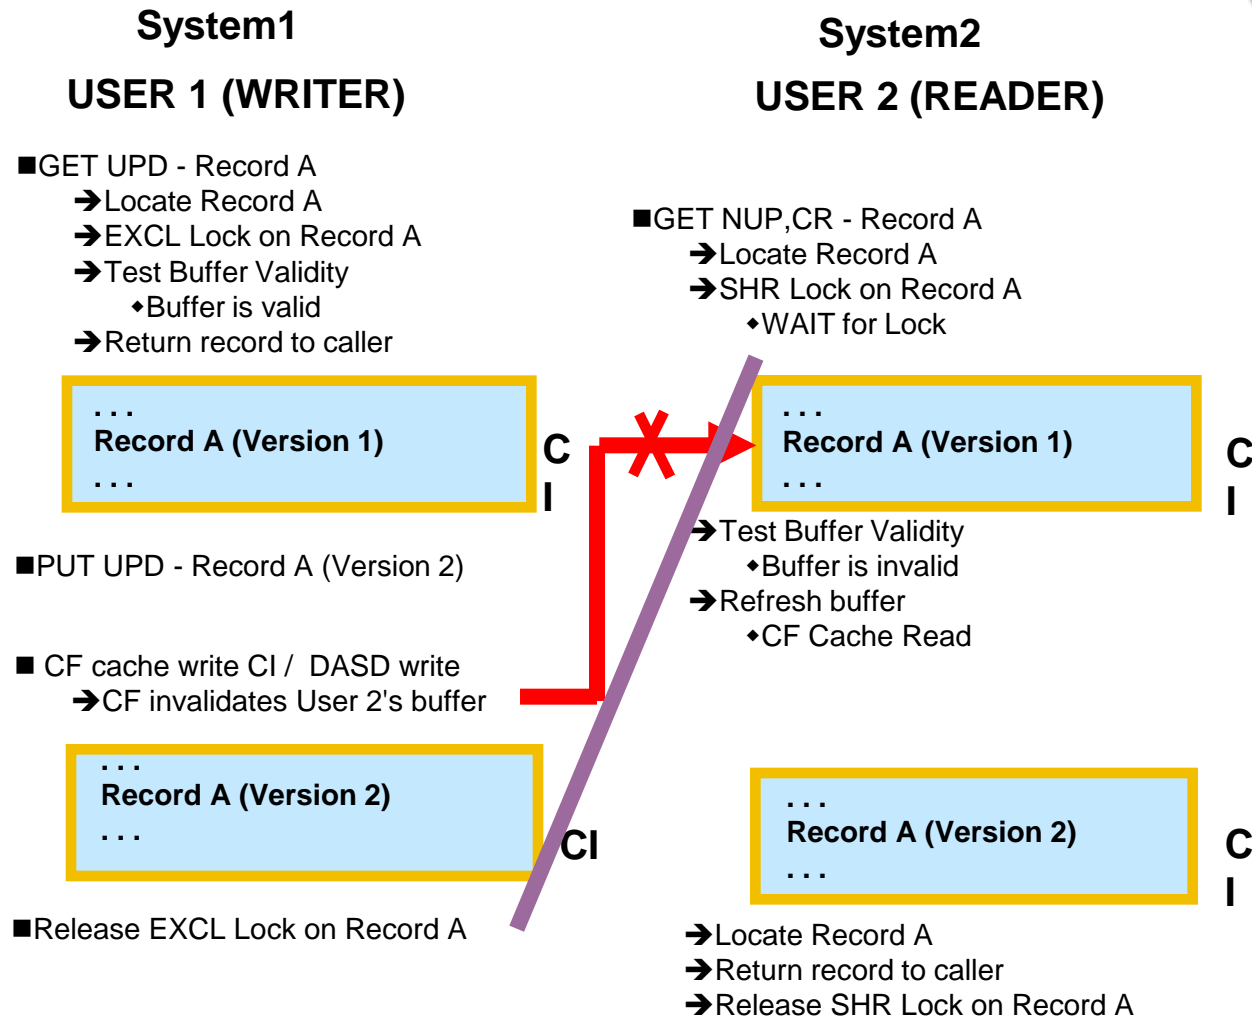 System1
USER 1 (WRITER)
■GET UPD - Record A
➔Locate Record A
➔EXCL Lock on Record A
➔Test Buffer Validity
◆Buffer is valid
➔Return record to caller
. . .
Record A (Version 1)
. . .
C
I
■PUT UPD - Record A (Version 2)
■ CF cache write CI / DASD write
➔CF invalidates User 2's buffer
. . .
Record A (Version 2)
. . .
CI
■Release EXCL Lock on Record A
System2
USER 2 (READER)
■GET NUP,CR - Record A
➔Locate Record A
➔SHR Lock on Record A
◆WAIT for Lock
. . .
Record A (Version 1)
. . .
C
I
➔Test Buffer Validity
◆Buffer is invalid
➔Refresh buffer
◆CF Cache Read
. . .
Record A (Version 2)
. . .
C
I
➔Locate Record A
➔Return record to caller
➔Release SHR Lock on Record A